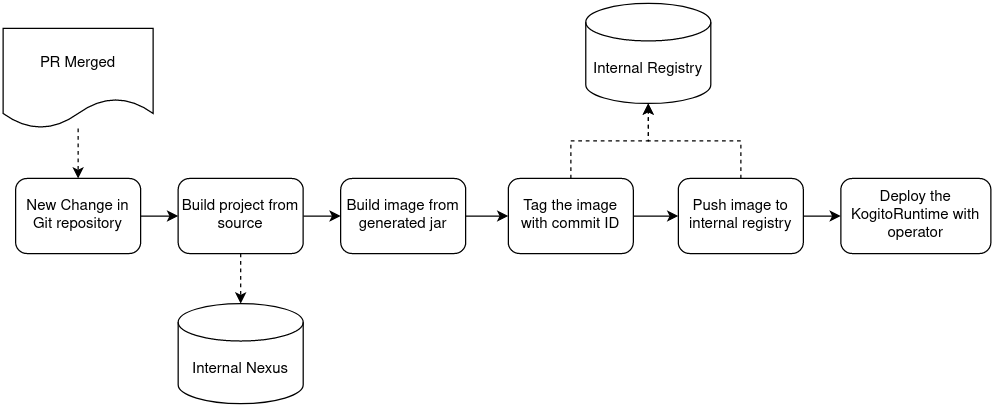 PR Merged
Internal Registry
New Change in
Git repository
Build project from
source
Build image from
generated jar
Tag the image
with commit ID
Push image to
internal registry
Deploy the
KogitoRuntime with
operator
Internal Nexus